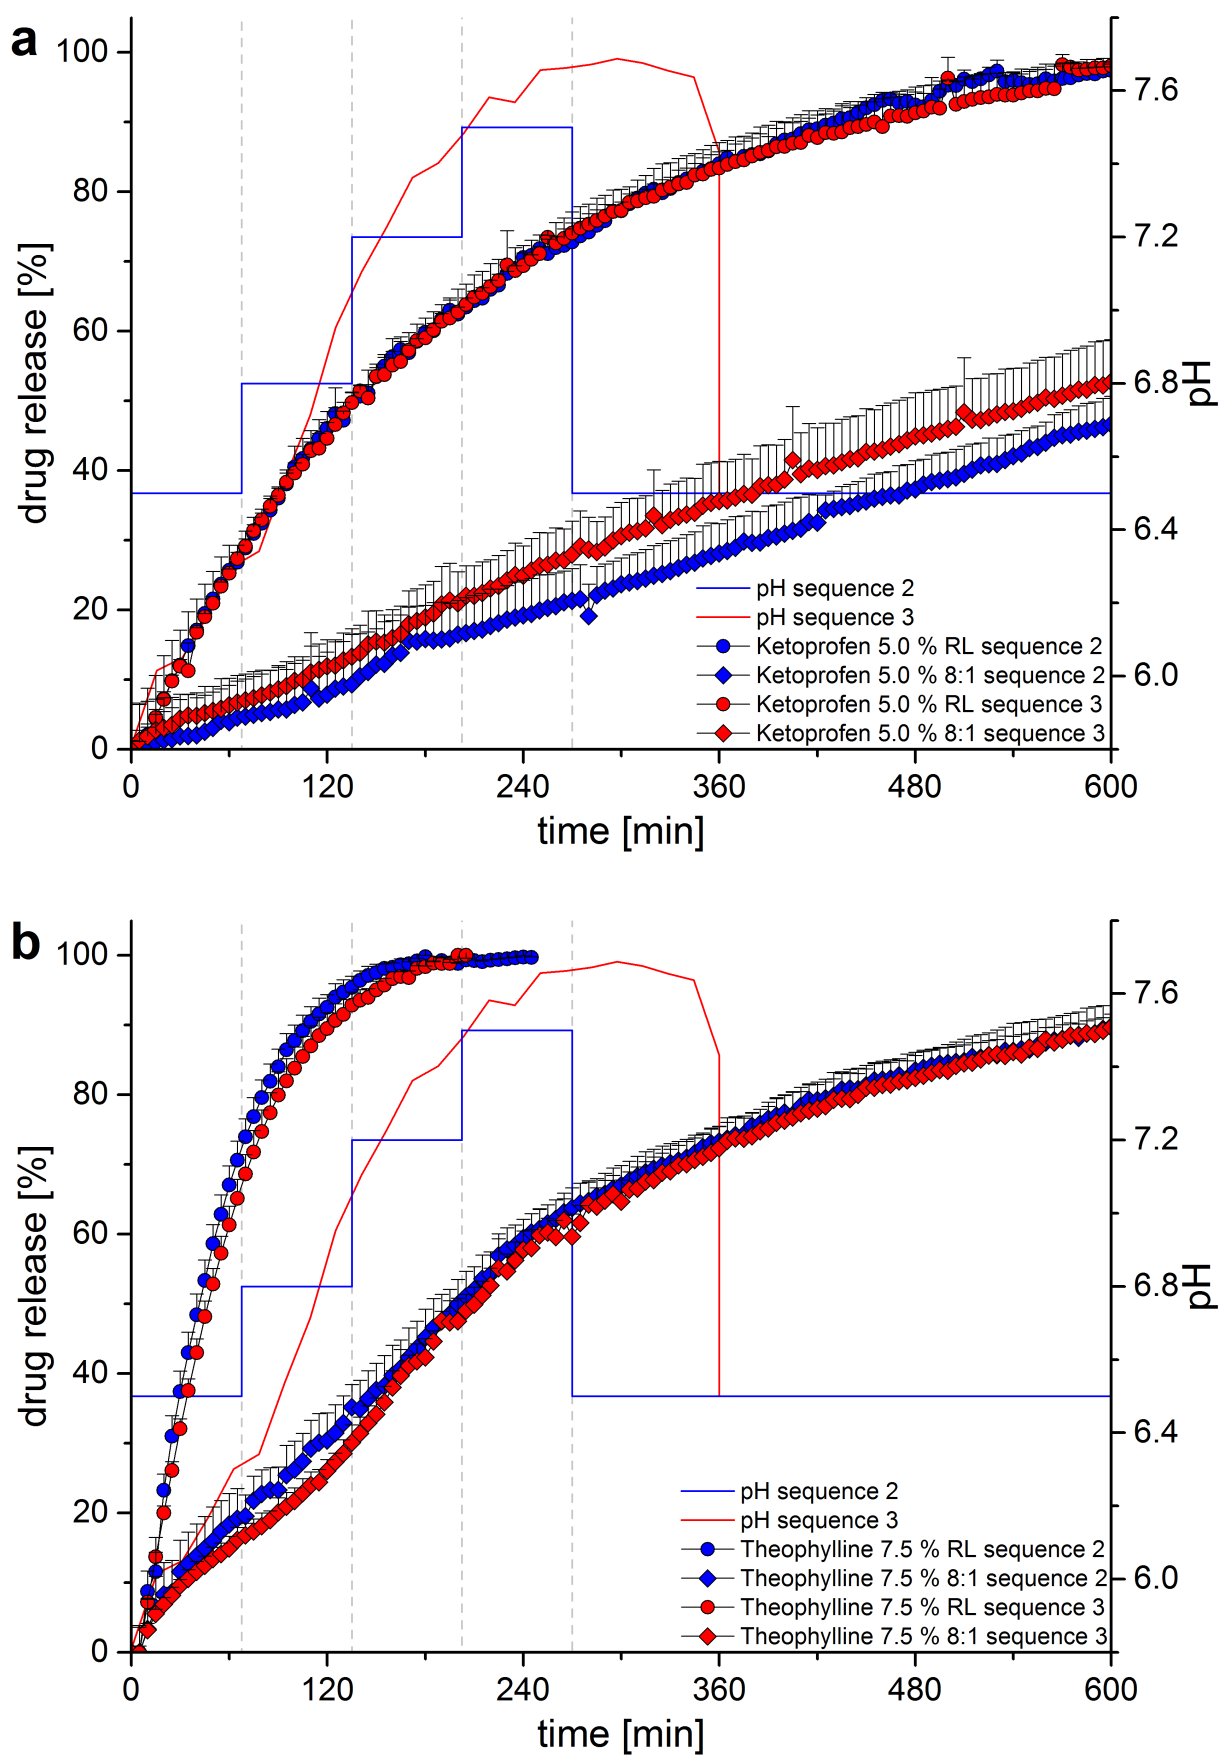 a
100
80
60
40
20
0
drug release [%]
7.6
7.2
6.8
6.4
6.0
pH
pH sequence 2
pH sequence 3
Ketoprofen 5.0 % RL sequence 2
Ketoprofen 5.0 % 8:1 sequence 2
Ketoprofen 5.0 % RL sequence 3
Ketoprofen 5.0 % 8:1 sequence 3
0 120 240 360 480 600
time [min]
b
100
80
60
40
20
0
drug release [%]
7.6
7.2
6.8
6.4
6.0
pH
pH sequence 2
pH sequence 3
Theophylline 7.5 % RL sequence 2
Theophylline 7.5 % 8:1 sequence 2
Theophylline 7.5 % RL sequence 3
Theophylline 7.5 % 8:1 sequence 3
0 120 240 360 480 600
time [min]